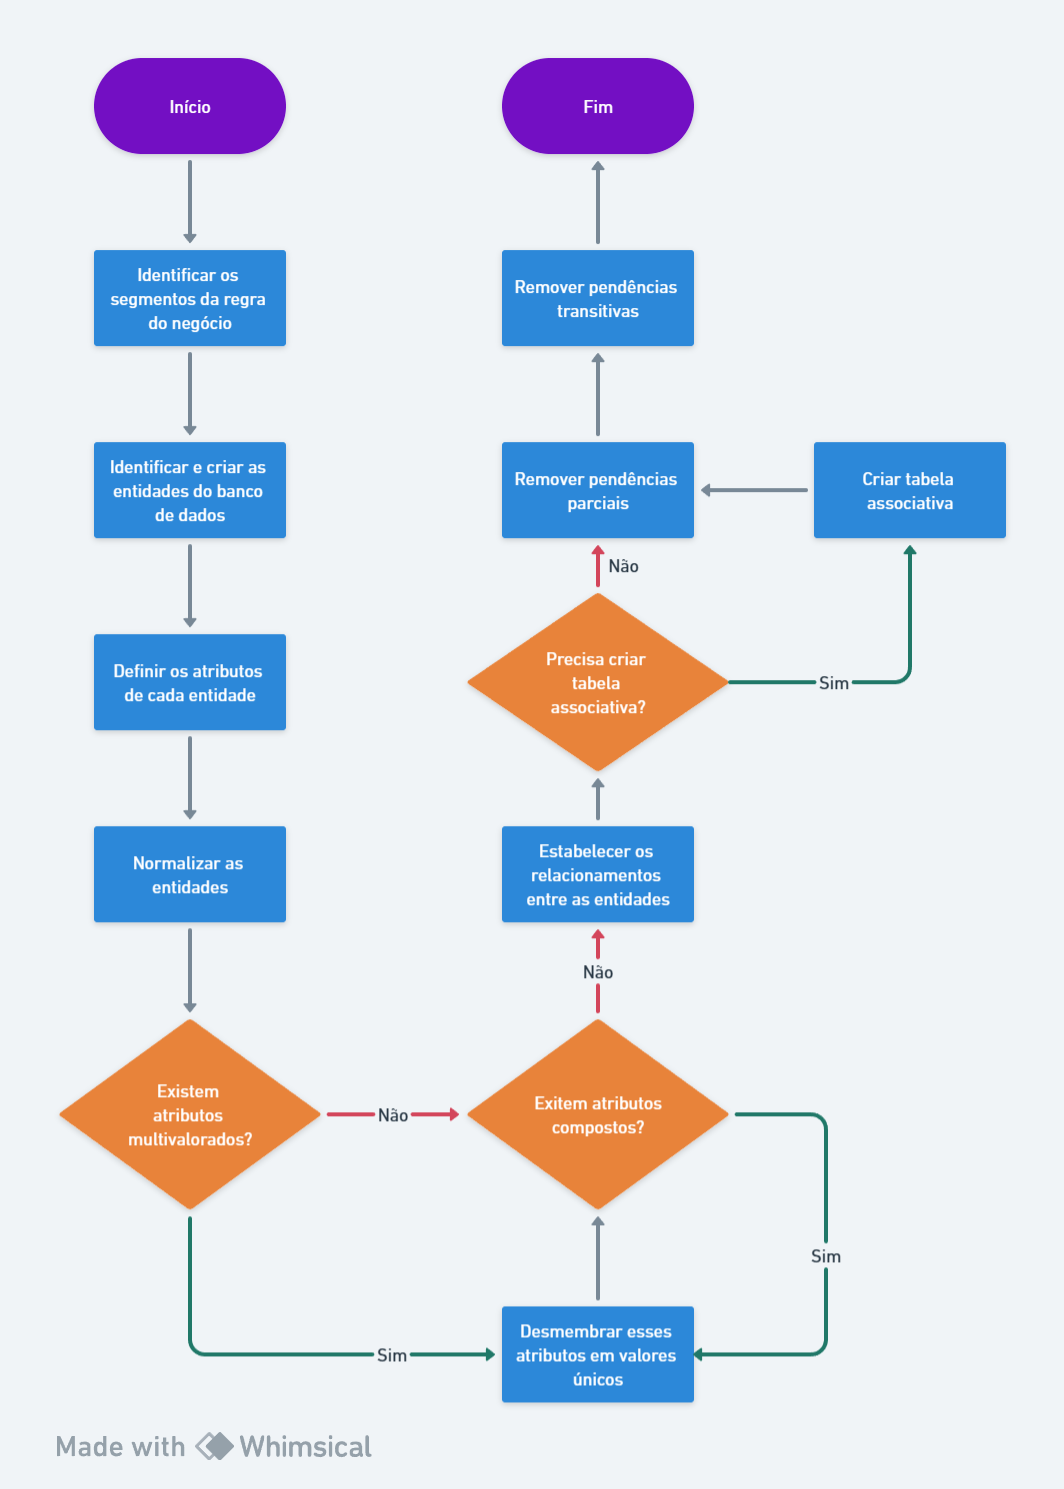 Início
Identificar os
segmentos da regra
do negócio
Identificar e criar as
entidades do banco
de dados
Definir os atributos
de cada entidade
Normalizar as
entidades
Existem
atributos
multivalorados?
Não
Sim
Desmembrar esses
atributos em valores
únicos
Exitem atributos
compostos?
Sim
Não
Estabelecer os
relacionamentos
entre as entidades
Precisa criar
tabela
associativa?
Sim
Criar tabela
associativa
Não
Remover pendências
parciais
Remover pendências
transitivas
Fim
Made with Whimsical